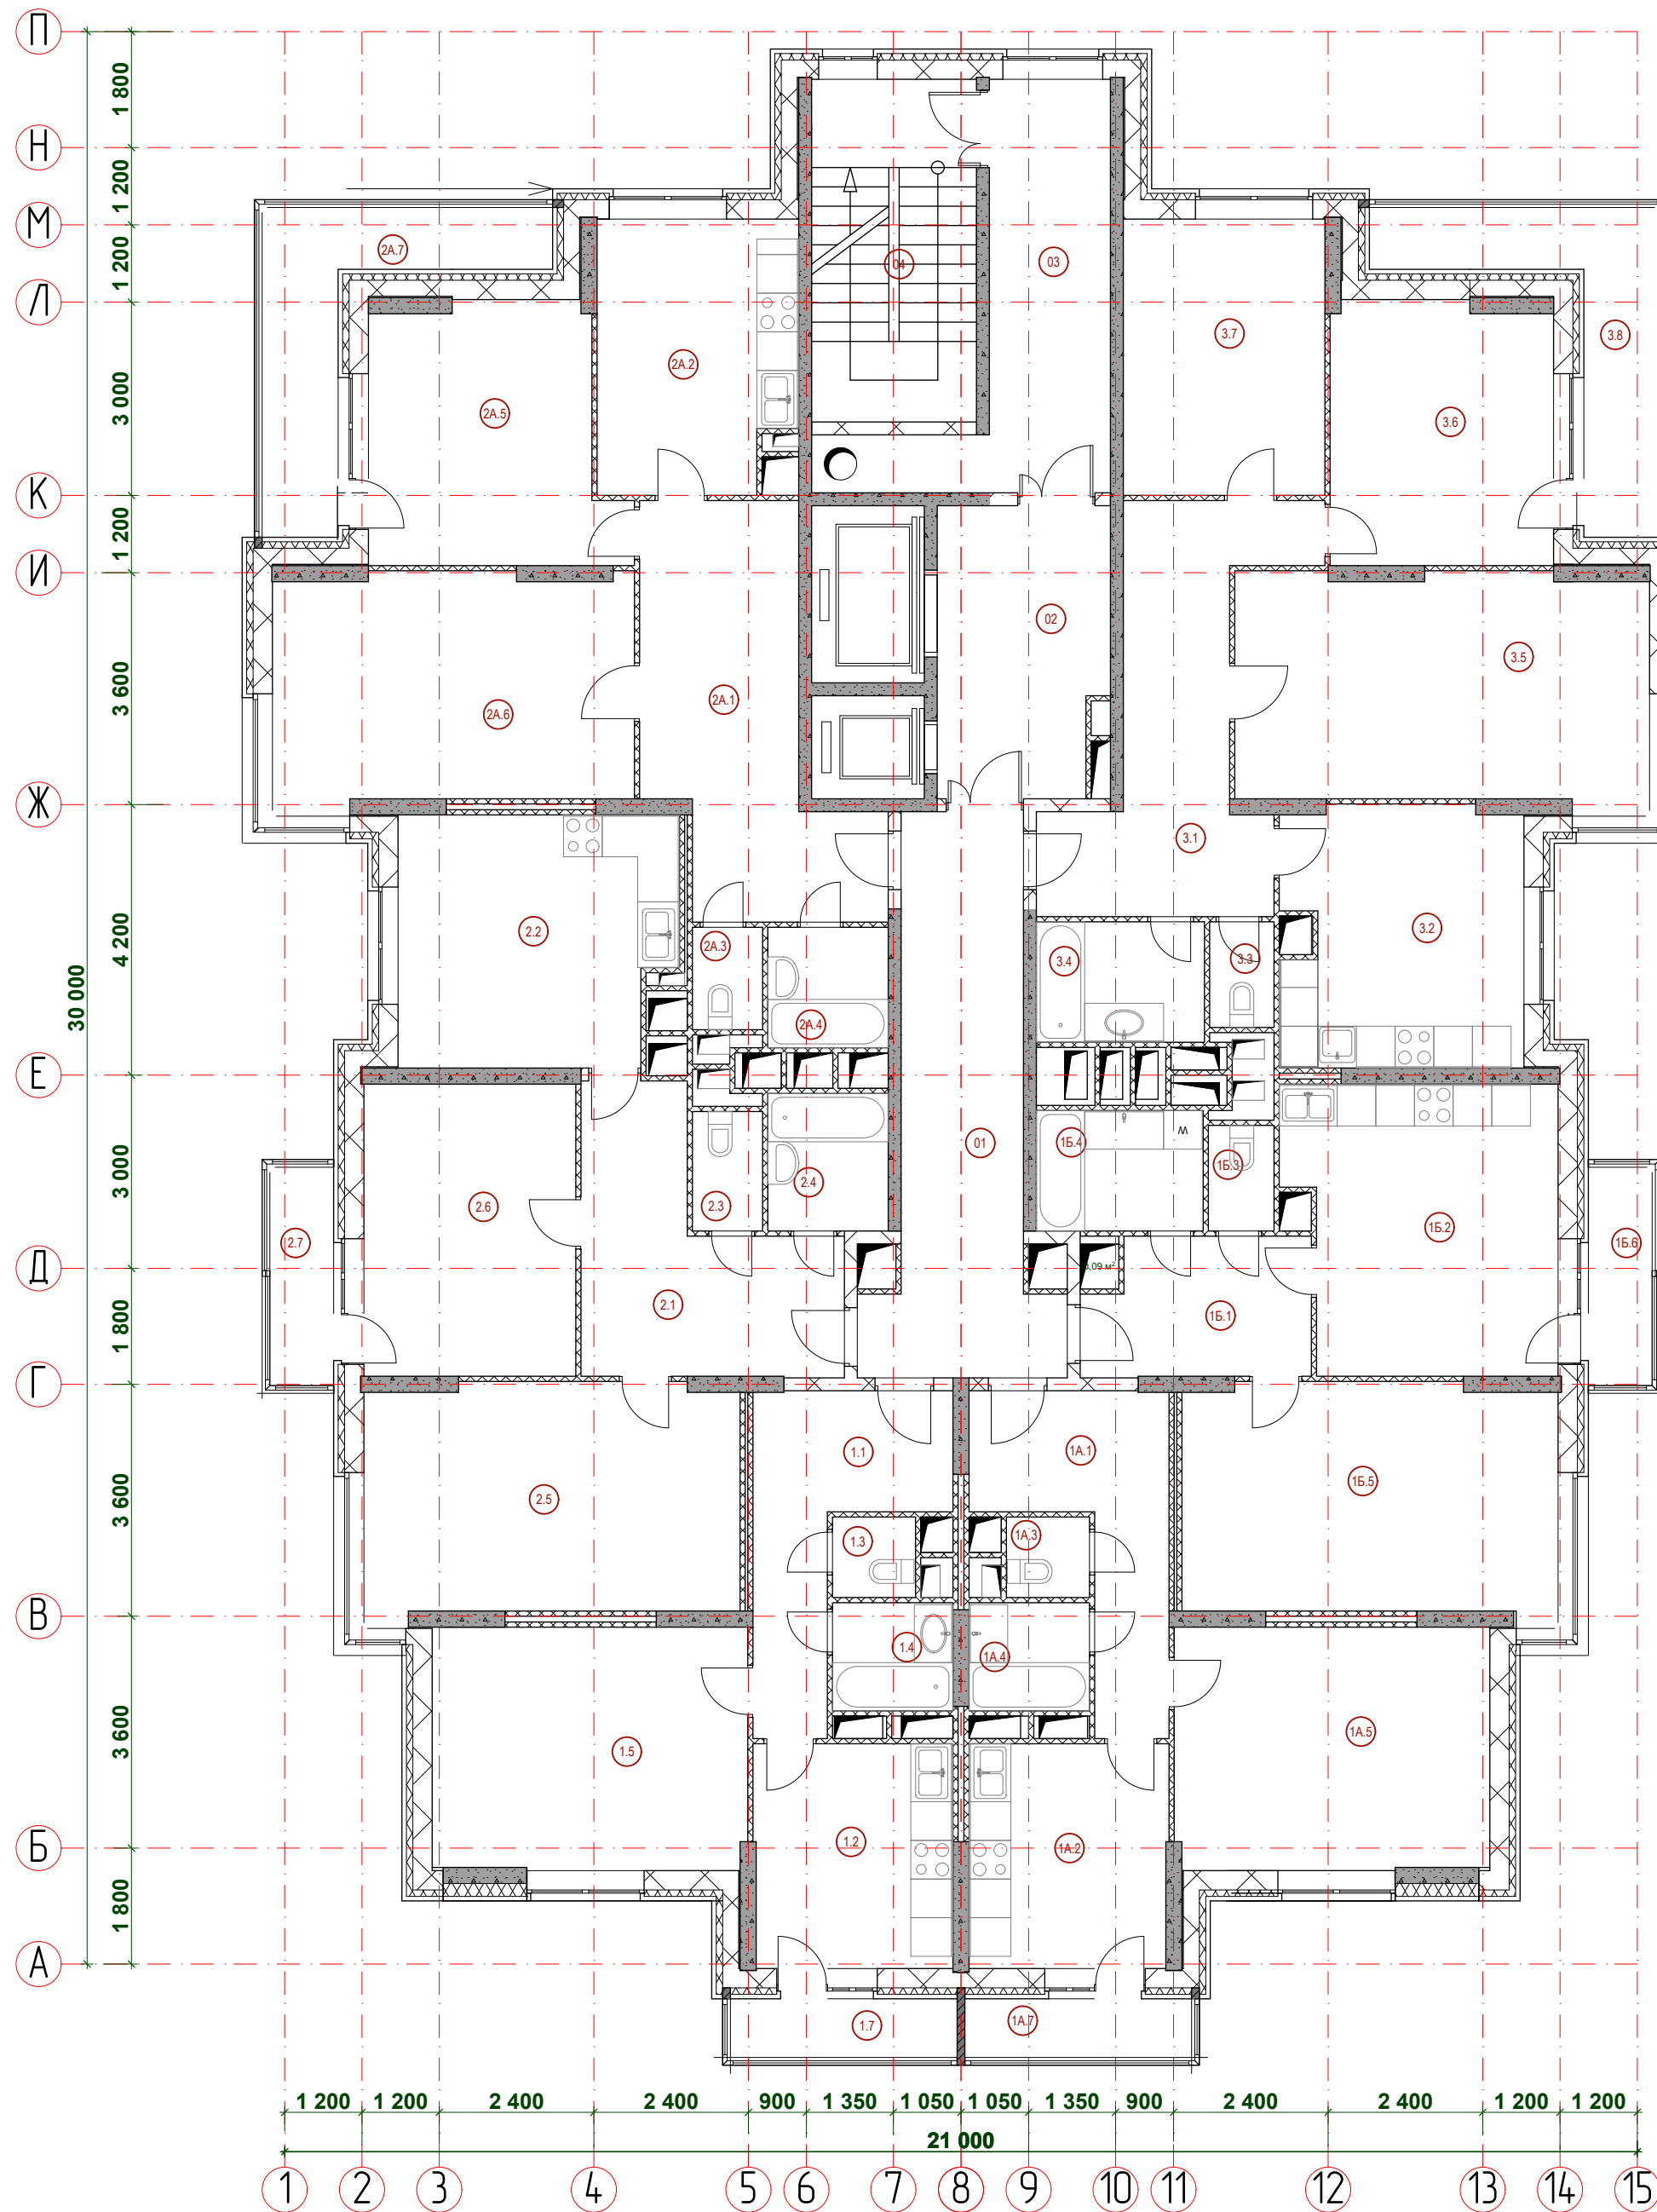 П
1 800
Н
1 200
М
2А.7
1 200
04
03
Л
3.7
3.8
2А.2
3 000
2А.5
3.6
К
1 200
И
02
3.5
3 600
2А.1
2А.6
Ж
3.1
2.2
3.2
4 200
2А.3
3.4
3.3
30 000
2А.4
Е
01
1Б.4
W
1Б.3
3 000
2.4
2.3
2.6
1Б.2
2.7
1Б.6
Д
0,09 м²
2.1
1Б.1
1 800
Г
1.1
1А.1
1Б.5
2.5
3 600
1.3
1А.3
В
1.4
1А.4
1А.5
3 600
1.5
1.2
1А.2
Б
1 800
А
1.7
1А.7
1 200 1 200 2 400 2 400 900 1 350 1 050 1 050 1 350 900 2 400 2 400 1 200 1 200
21 000
1 2 3 4 5 6 7 8 9 10 11 12 13 14 15